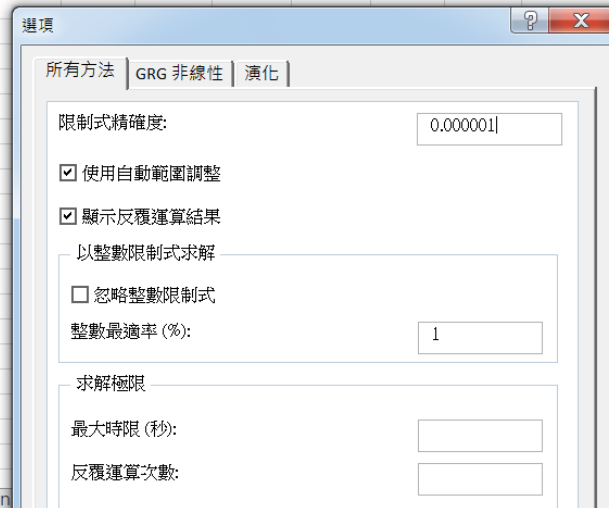 選項
所有方法 GRG 非線性 演化
限制式精確度: 0.000001
使用自動範圍調整
顯示反覆運算結果
以整數限制式求解
忽略整數限制式
整數最適率 (%): 1
求解極限
最大時限 (秒):
反覆運算次數:
n